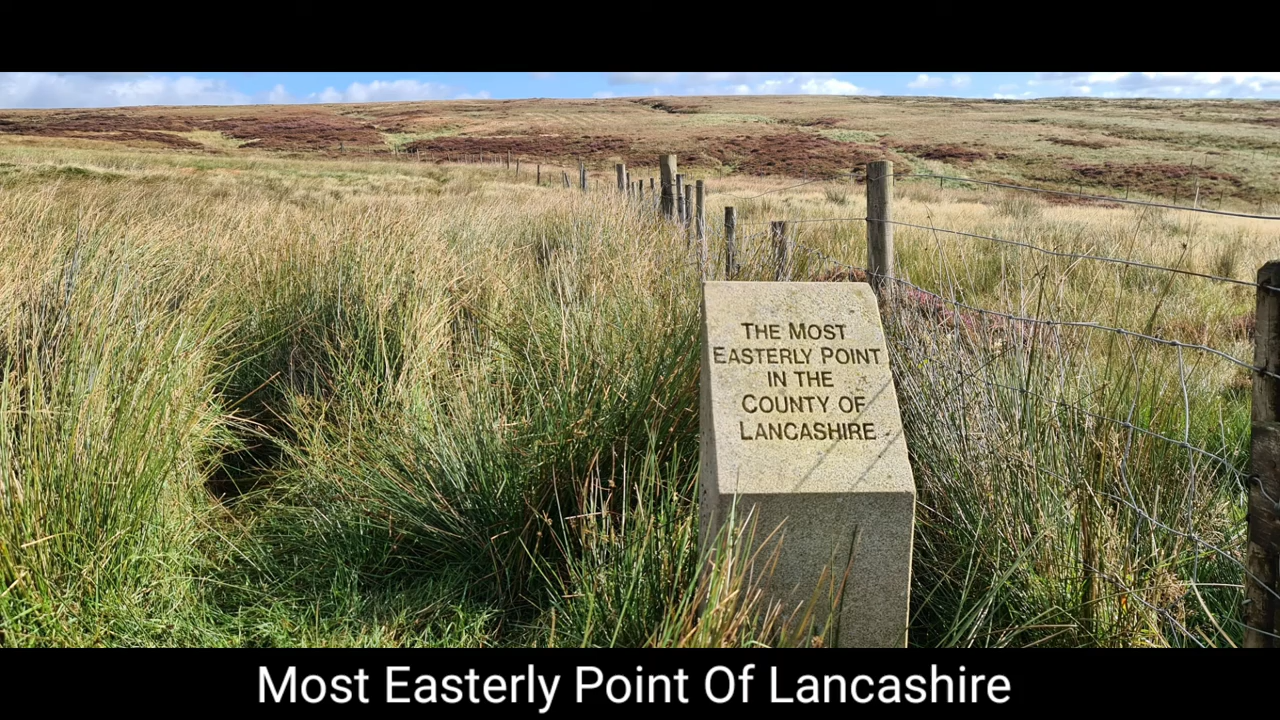 THE MOST
EASTERLY POINT
IN THE
COUNTY OF
LANCASHIRE
Most Easterly Point Of Lancashire